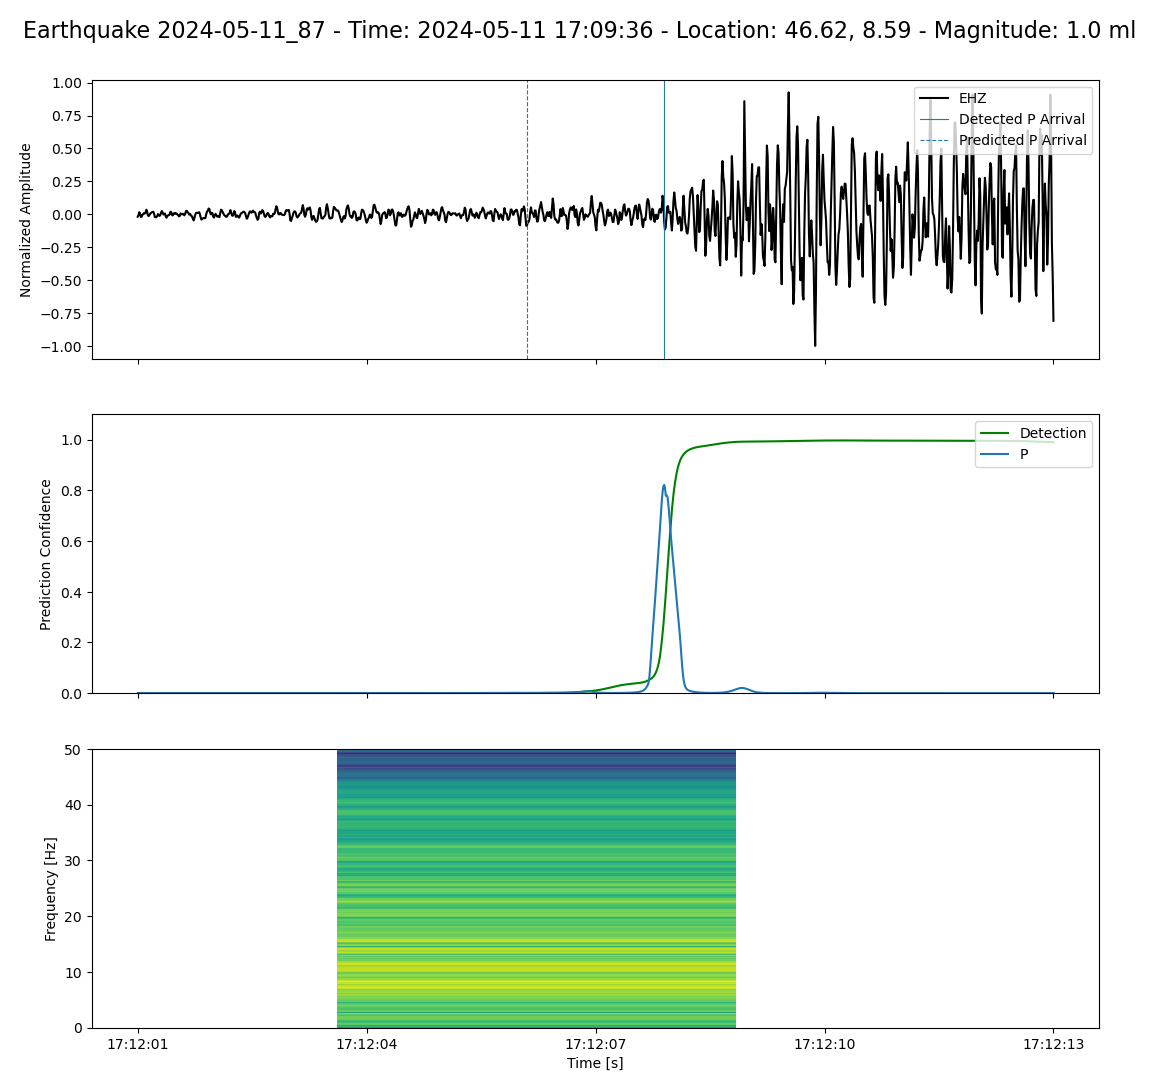 Earthquake 2024-05-11_87 - Time: 2024-05-11 17:09:36 - Location: 46.62, 8.59 - Magnitude: 1.0 ml
1.00
0.75
0.50
0.25
0.00
−0.25
−0.50
−0.75
−1.00
Normalized Amplitude
EHZ
Detected P Arrival
Predicted P Arrival
1.0
0.8
0.6
0.4
0.2
0.0
Prediction Confidence
Detection
P
50
40
30
20
10
0
Frequency [Hz]
17:12:01 17:12:04 17:12:07 17:12:10 17:12:13
Time [s]